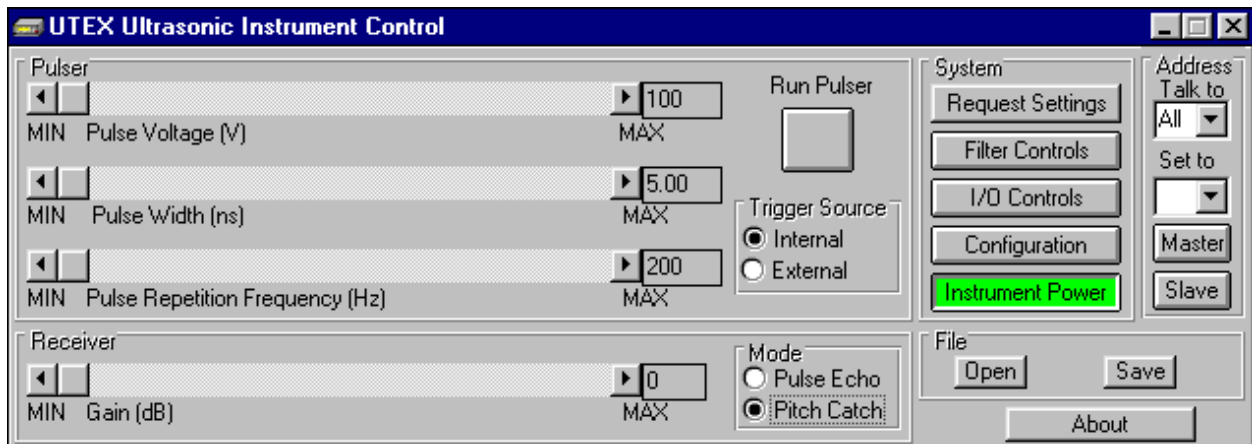 UTEX Ultrasonic Instrument Control
Pulser
100
MIN Pulse Voltage (V) MAX
5.00
MIN Pulse Width (ns) MAX
200
MIN Pulse Repetition Frequency (Hz) MAX
Run Pulser
Trigger Source
Internal
External
System
Request Settings
Filter Controls
I/O Controls
Configuration
Instrument Power
Address
Talk to
All
Set to
Master
Slave
Receiver
0
MIN Gain (dB) MAX
Mode
Pulse Echo
Pitch Catch
File
Open Save
About